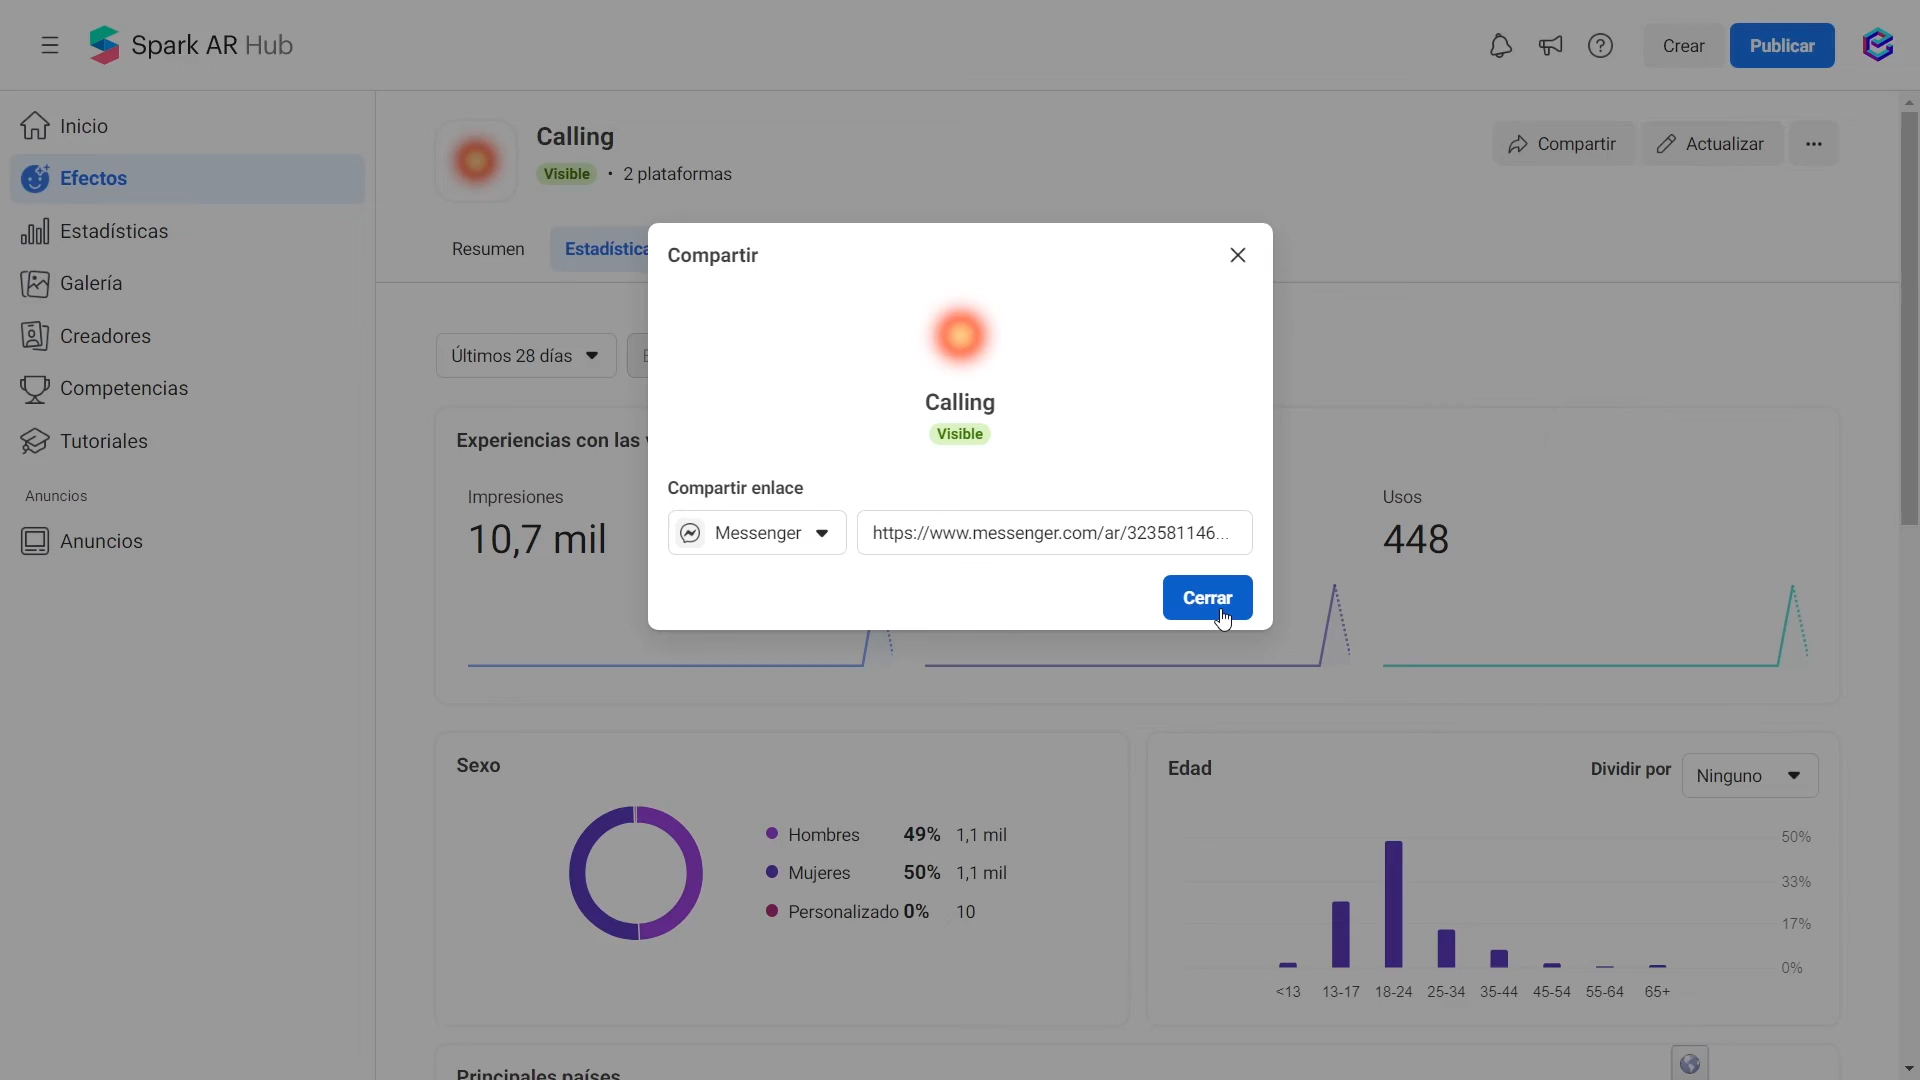 Spark AR Hub
Crear
Publicar
Inicio
Efectos
Estadísticas
Galería
Creadores
Competencias
Tutoriales
Anuncios
Anuncios
Calling
Visible • 2 plataformas
Compartir
Actualizar
Resumen
Últimos 28 días
Experiencias con las
Impresiones
10,7 mil
Usos
448
Compartir
Calling
Visible
Compartir enlace
Messenger
https://www.messenger.com/ar/323581146...
Cerrar
Sexo
Hombres 49% 1,1 mil
Mujeres 50% 1,1 mil
Personalizado 0% 10
Edad
Dividir por Ninguno
50%
33%
17%
0%
<13 13-17 18-24 25-34 35-44 45-54 55-64 65+
Principales países